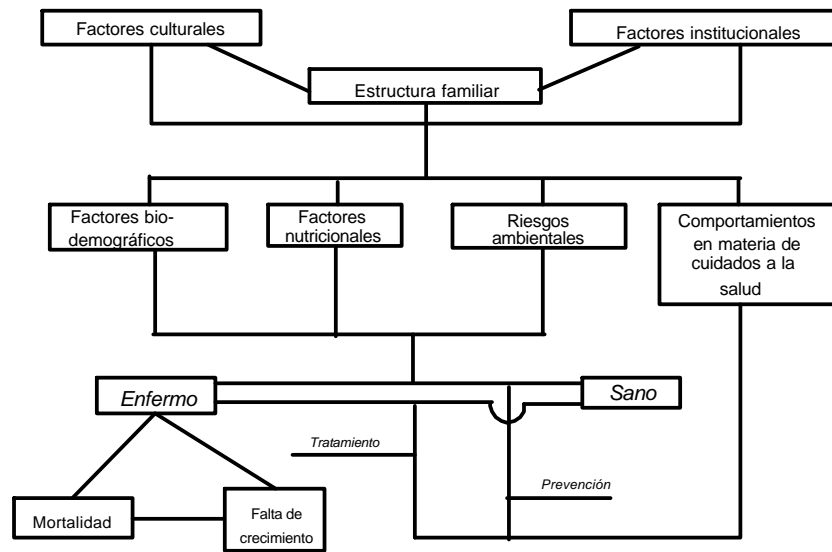 Factores culturales
Factores institucionales
Estructura familiar
Factores bio-
demográficos
Factores
nutricionales
Riesgos
ambientales
Comportamientos
en materia de
cuidados a la
salud
Enfermo
Sano
Tratamiento
Prevención
Mortalidad
Falta de
crecimiento